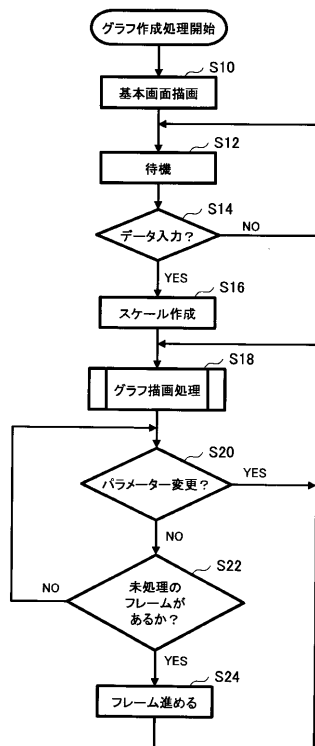 グラフ作成処理開始
S10
基本画面描画
S12
待機
S14
データ入力？
NO
YES
S16
スケール作成
S18
グラフ描画処理
S20
パラメーター変更？
YES
NO
S22
未処理の
フレームが
あるか？
NO
YES
S24
フレーム進める